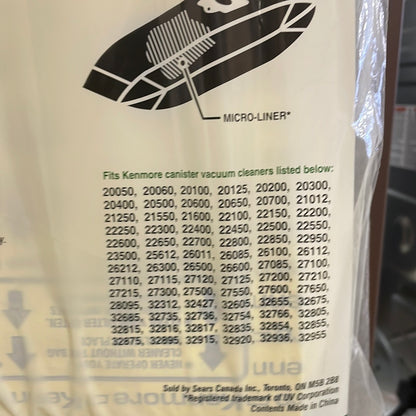 MICRO-LINER*
Fits Kenmore canister vacuum cleaners listed below:
20050, 20060, 20100, 20125, 20200, 20300,
20400, 20500, 20600, 20650, 20700, 21012,
21250, 21550, 21600, 22100, 22150, 22200,
22250, 22300, 22400, 22450, 22500, 22550,
22600, 22650, 22700, 22800, 22850, 22950,
23500, 25612, 26011, 26085, 26100, 26112,
26212, 26300, 26500, 26600, 27085, 27100,
27110, 27115, 27120, 27125, 27200, 27210,
27215, 27300, 27500, 27550, 27600, 27650,
28095, 32312, 32427, 32605, 32655, 32675,
32685, 32735, 32736, 32754, 32766, 32805,
32815, 32816, 32817, 32835, 32854, 32855,
32875, 32895, 32915, 32920, 32936, 32955
Sold by Sears Canada Inc., Toronto, ON M5B 2B8
*Registered trademark of UV Corporation
Contents Made in China